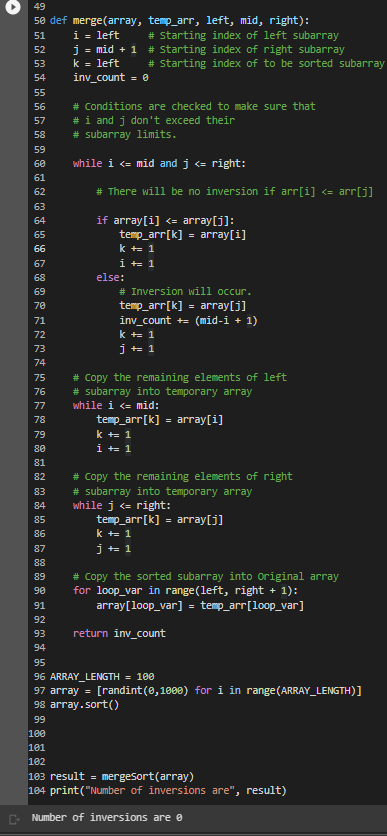 49
50 def merge(array, temp_arr, left, mid, right):
51     i = left     # Starting index of left subarray
52     j = mid + 1  # Starting index of right subarray
53     k = left     # Starting index of to be sorted subarray
54     inv_count = 0
55
56     # Conditions are checked to make sure that
57     # i and j don't exceed their
58     # subarray limits.
59
60     while i <= mid and j <= right:
61
62         # There will be no inversion if arr[i] <= arr[j]
63
64         if array[i] <= array[j]:
65             temp_arr[k] = array[i]
66             k += 1
67             i += 1
68         else:
69             # Inversion will occur.
70             temp_arr[k] = array[j]
71             inv_count += (mid-i + 1)
72             k += 1
73             j += 1
74
75     # Copy the remaining elements of left
76     # subarray into temporary array
77     while i <= mid:
78         temp_arr[k] = array[i]
79         k += 1
80         i += 1
81
82     # Copy the remaining elements of right
83     # subarray into temporary array
84     while j <= right:
85         temp_arr[k] = array[j]
86         k += 1
87         j += 1
88
89     # Copy the sorted subarray into Original array
90     for loop_var in range(left, right + 1):
91         array[loop_var] = temp_arr[loop_var]
92
93     return inv_count
94
95
96 ARRAY_LENGTH = 100
97 array = [randint(0,1000) for i in range(ARRAY_LENGTH)]
98 array.sort()
99
100
101
102
103 result = mergeSort(array)
104 print("Number of inversions are", result)
Number of inversions are 0